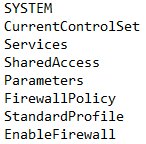 SYSTEM
CurrentControlSet
Services
SharedAccess
Parameters
FirewallPolicy
StandardProfile
EnableFirewall